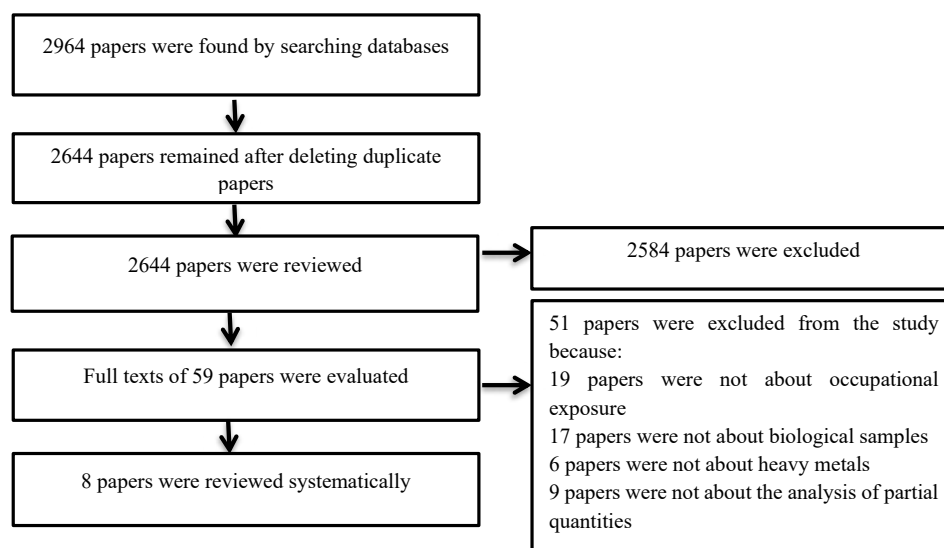 2964 papers were found by searching databases
2644 papers remained after deleting duplicate
papers
2644 papers were reviewed
2584 papers were excluded
Full texts of 59 papers were evaluated
51 papers were excluded from the study
because:
19 papers were not about occupational
exposure
17 papers were not about biological samples
6 papers were not about heavy metals
9 papers were not about the analysis of partial
quantities
8 papers were reviewed systematically